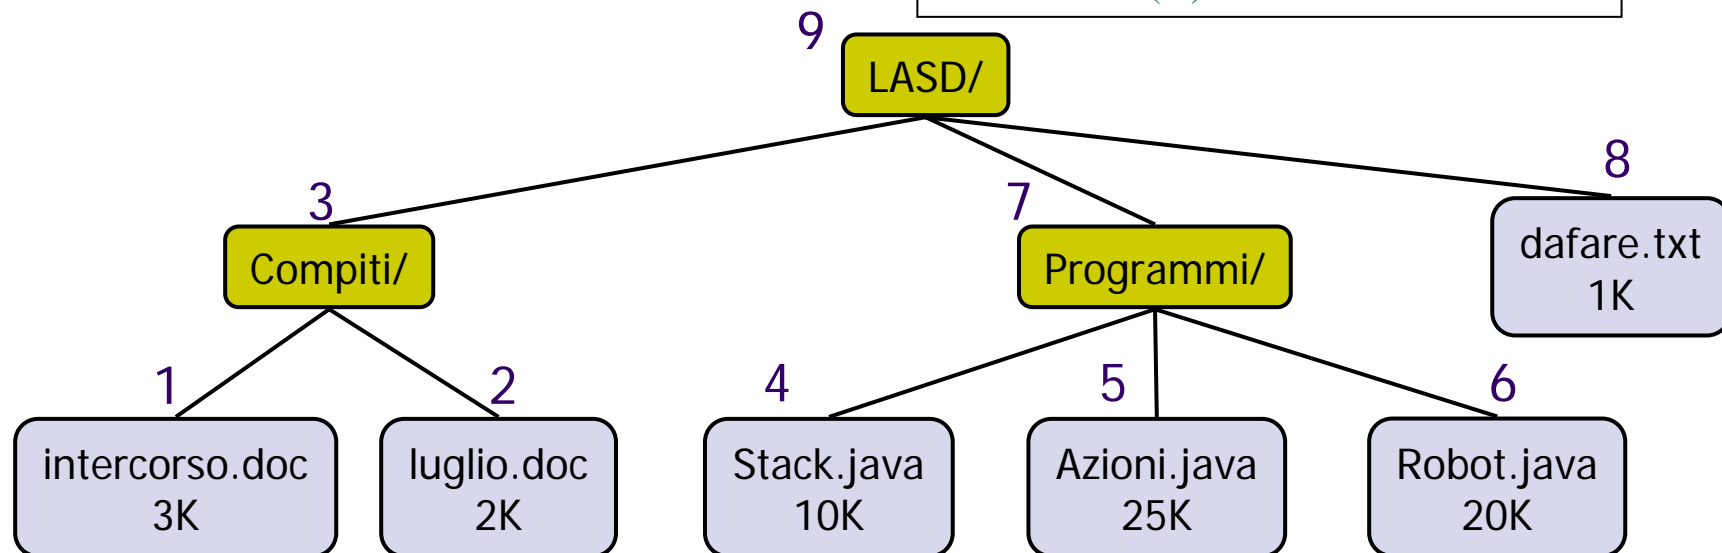 9
LASD/
8
3
7
dafare.txt
1K
Compiti/
Programmi/
1
2
4
5
6
intercorso.doc
3K
luglio.doc
2K
Stack.java
10K
Azioni.java
25K
Robot.java
20K